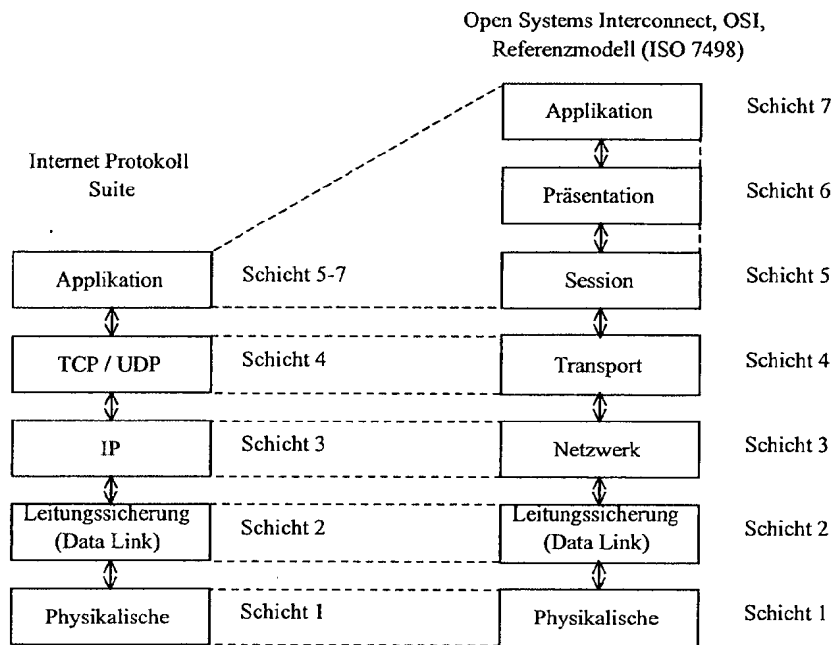 Open Systems Interconnect, OSI,
Referenzmodell (ISO 7498)
Applikation
Schicht 7
Internet Protokoll
Suite
Präsentation
Schicht 6
Applikation
Schicht 5-7
Session
Schicht 5
TCP / UDP
Schicht 4
Transport
Schicht 4
IP
Schicht 3
Netzwerk
Schicht 3
Leitungssicherung
(Data Link)
Schicht 2
Leitungssicherung
(Data Link)
Schicht 2
Physikalische
Schicht 1
Physikalische
Schicht 1